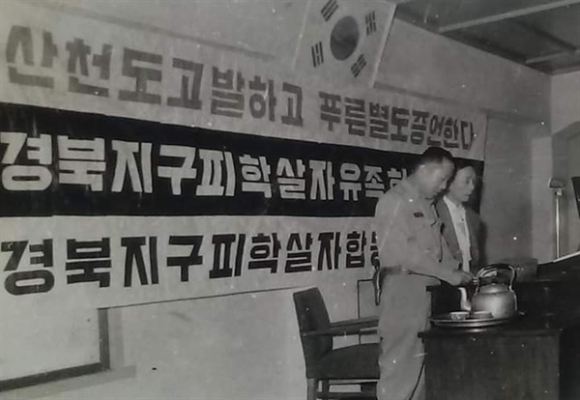 산천도고발하고 푸른별도증언한다
경북지구피학살자유족회
경북지구피학살자합